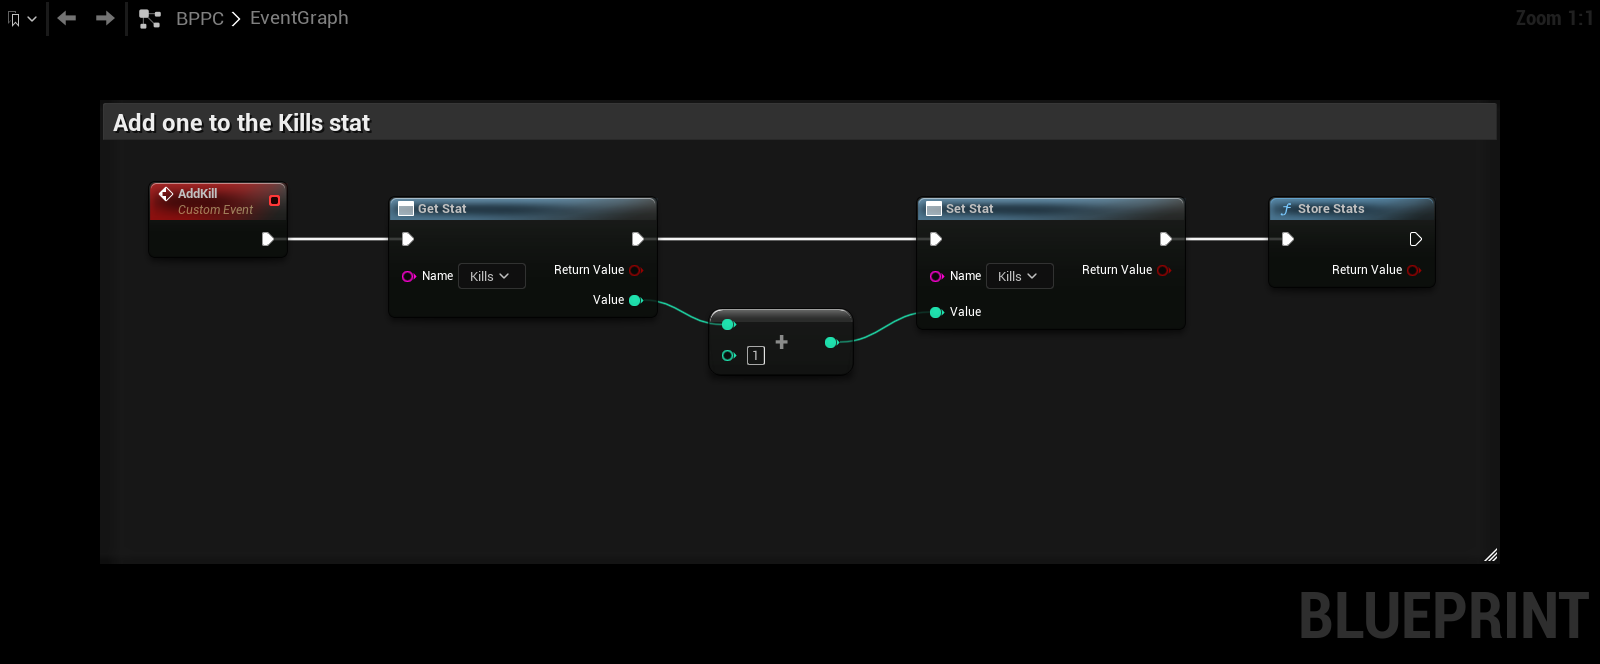 BPPC > EventGraph
Zoom 1:1
Add one to the Kills stat
AddKill
Custom Event
Get Stat
Name Kills
Return Value
Value
1 +
Set Stat
Name Kills
Return Value
Value
Store Stats
Return Value
BLUEPRINT